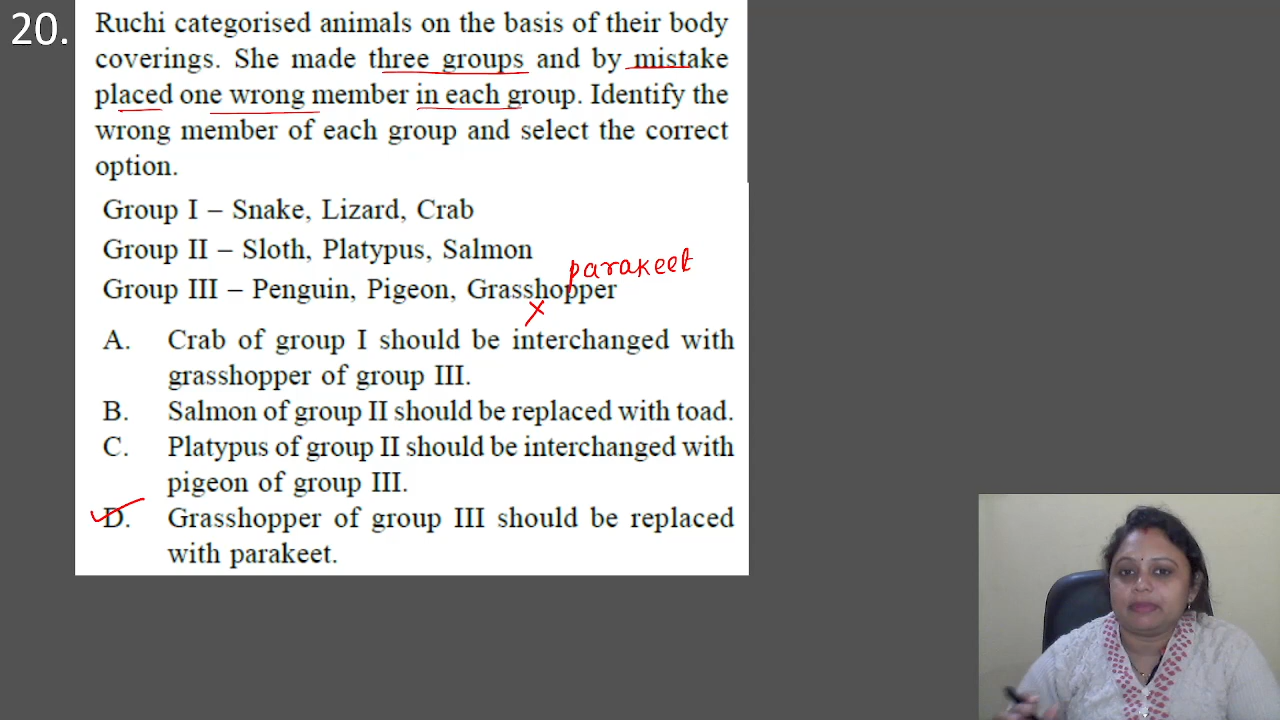 20.
Ruchi categorised animals on the basis of their body
coverings. She made three groups and by mistake
placed one wrong member in each group. Identify the
wrong member of each group and select the correct
option.
Group I – Snake, Lizard, Crab
Group II – Sloth, Platypus, Salmon
parakeet
Group III – Penguin, Pigeon, Grasshopper
A. Crab of group I should be interchanged with
grasshopper of group III.
B. Salmon of group II should be replaced with toad.
C. Platypus of group II should be interchanged with
pigeon of group III.
D. Grasshopper of group III should be replaced
with parakeet.